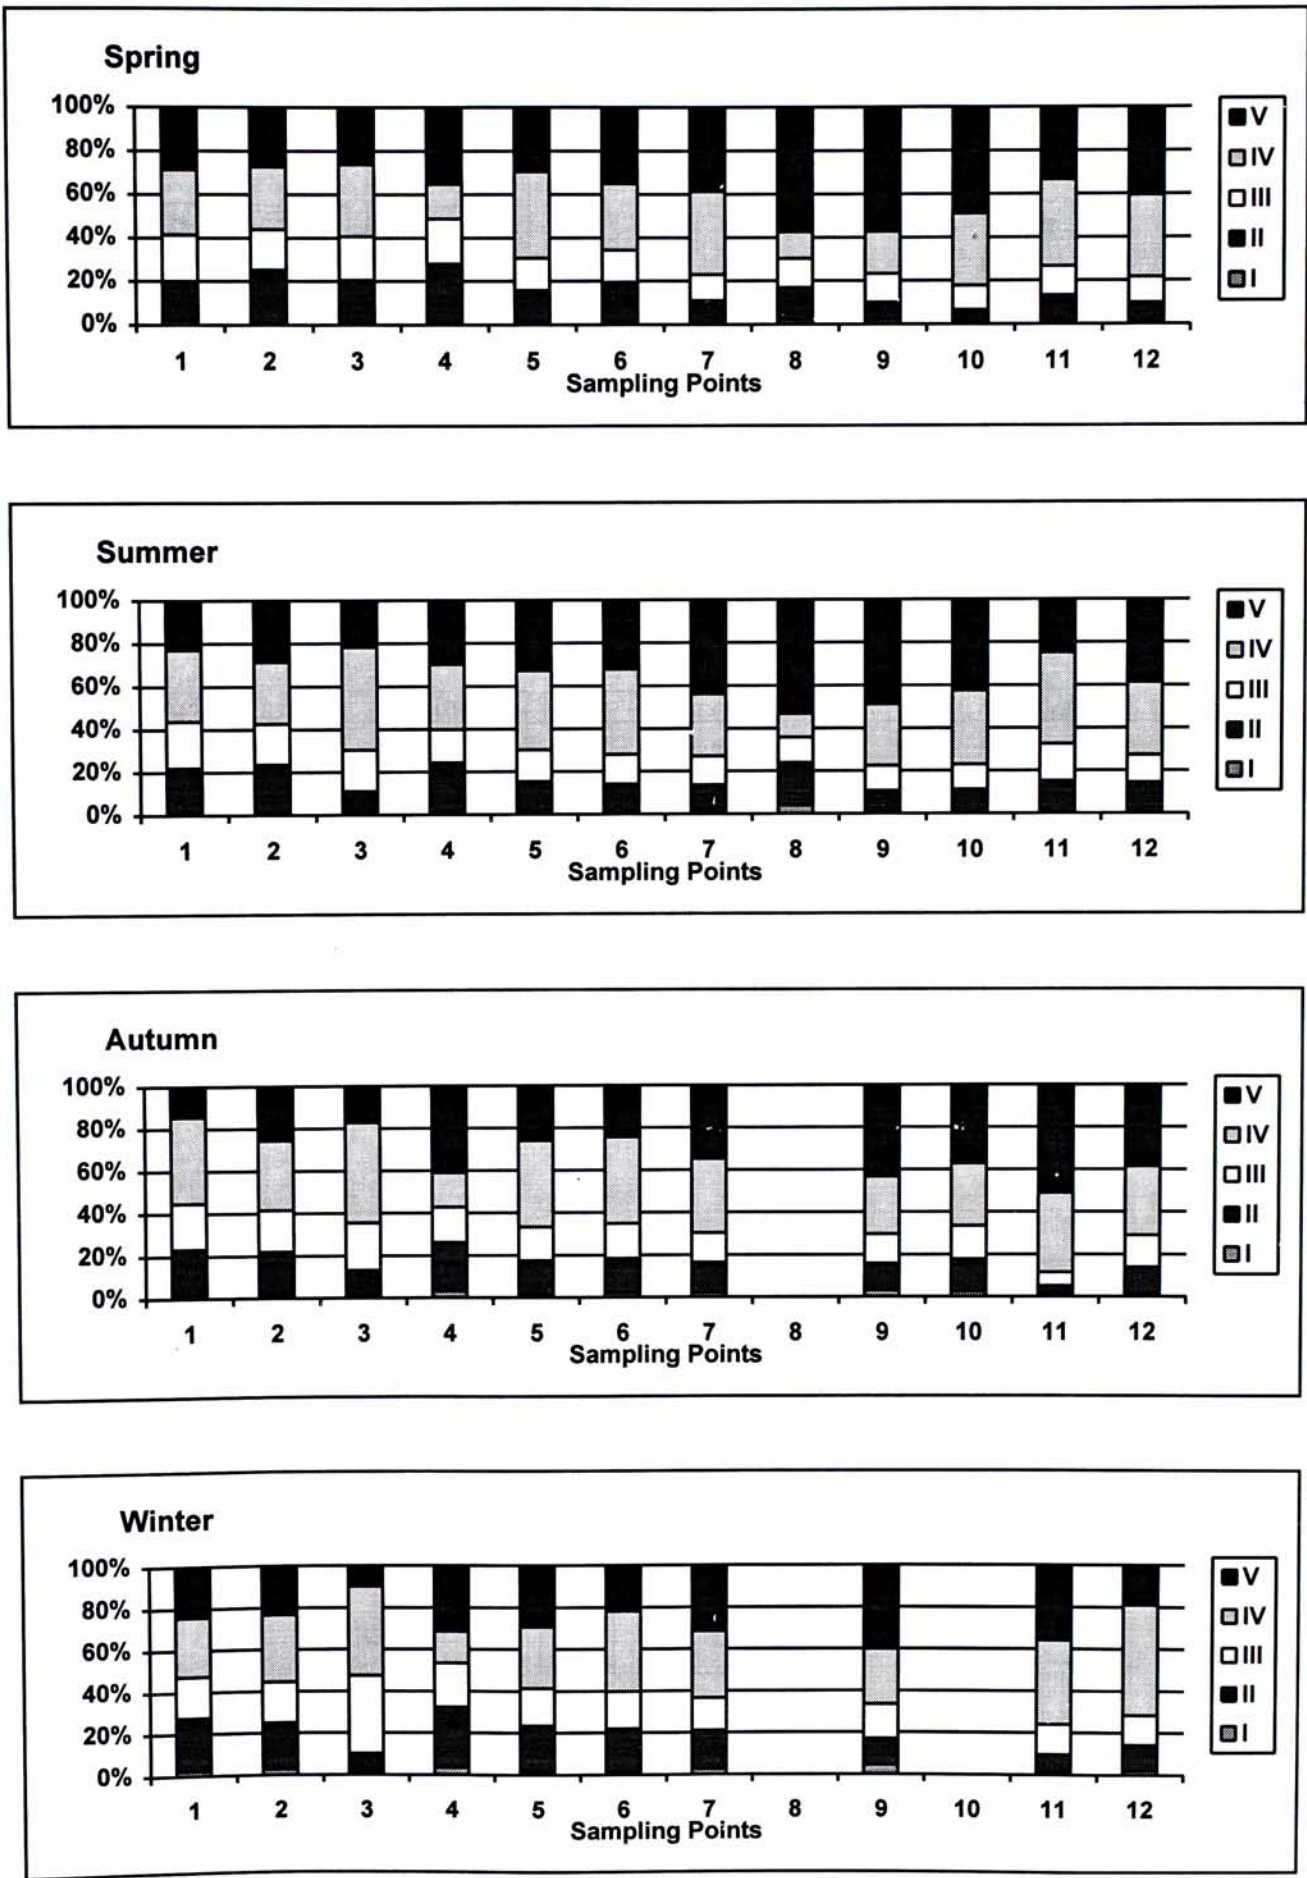 Spring
100%
80%
60%
40%
20%
0%
1 2 3 4 5 6 7 8 9 10 11 12
Sampling Points
V
IV
III
II
I
Summer
100%
80%
60%
40%
20%
0%
1 2 3 4 5 6 7 8 9 10 11 12
Sampling Points
V
IV
III
II
I
Autumn
100%
80%
60%
40%
20%
0%
1 2 3 4 5 6 7 8 9 10 11 12
Sampling Points
V
IV
III
II
I
Winter
100%
80%
60%
40%
20%
0%
1 2 3 4 5 6 7 8 9 10 11 12
Sampling Points
V
IV
III
II
I